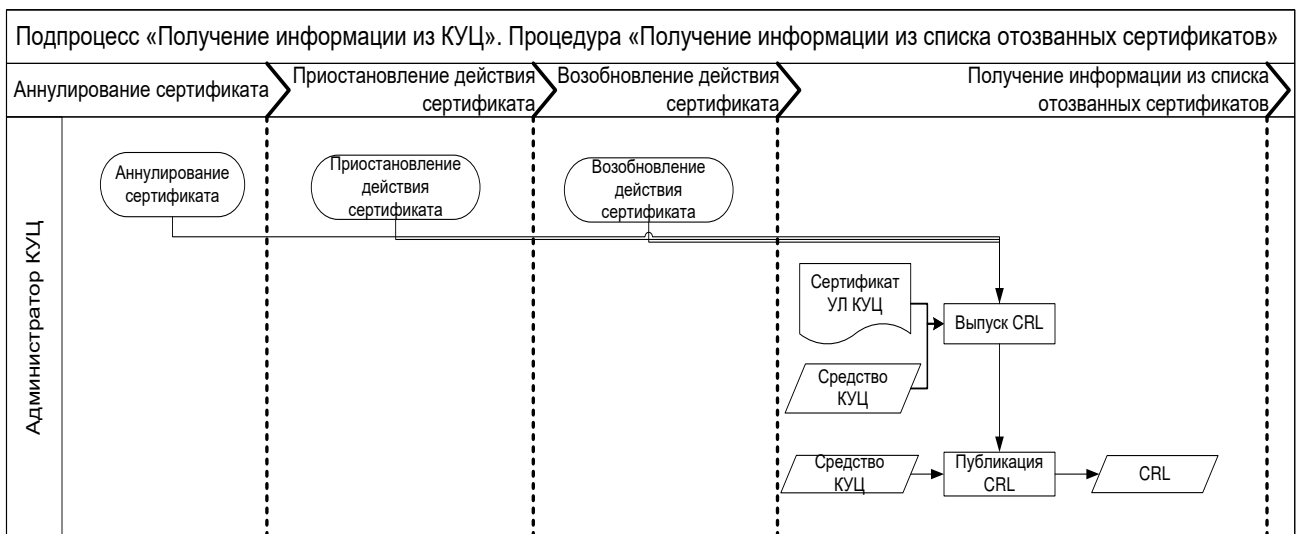 Подпроцесс «Получение информации из КУЦ». Процедура «Получение информации из списка отозванных сертификатов»
Аннулирование сертификата
Приостановление действия
сертификата
Возобновление действия
сертификата
Получение информации из списка
отозванных сертификатов
Администратор КУЦ
Аннулирование
сертификата
Приостановление
действия
сертификата
Возобновление
действия
сертификата
Сертификат
УЛ КУЦ
Выпуск CRL
Средство
КУЦ
Средство
КУЦ
Публикация
CRL
CRL